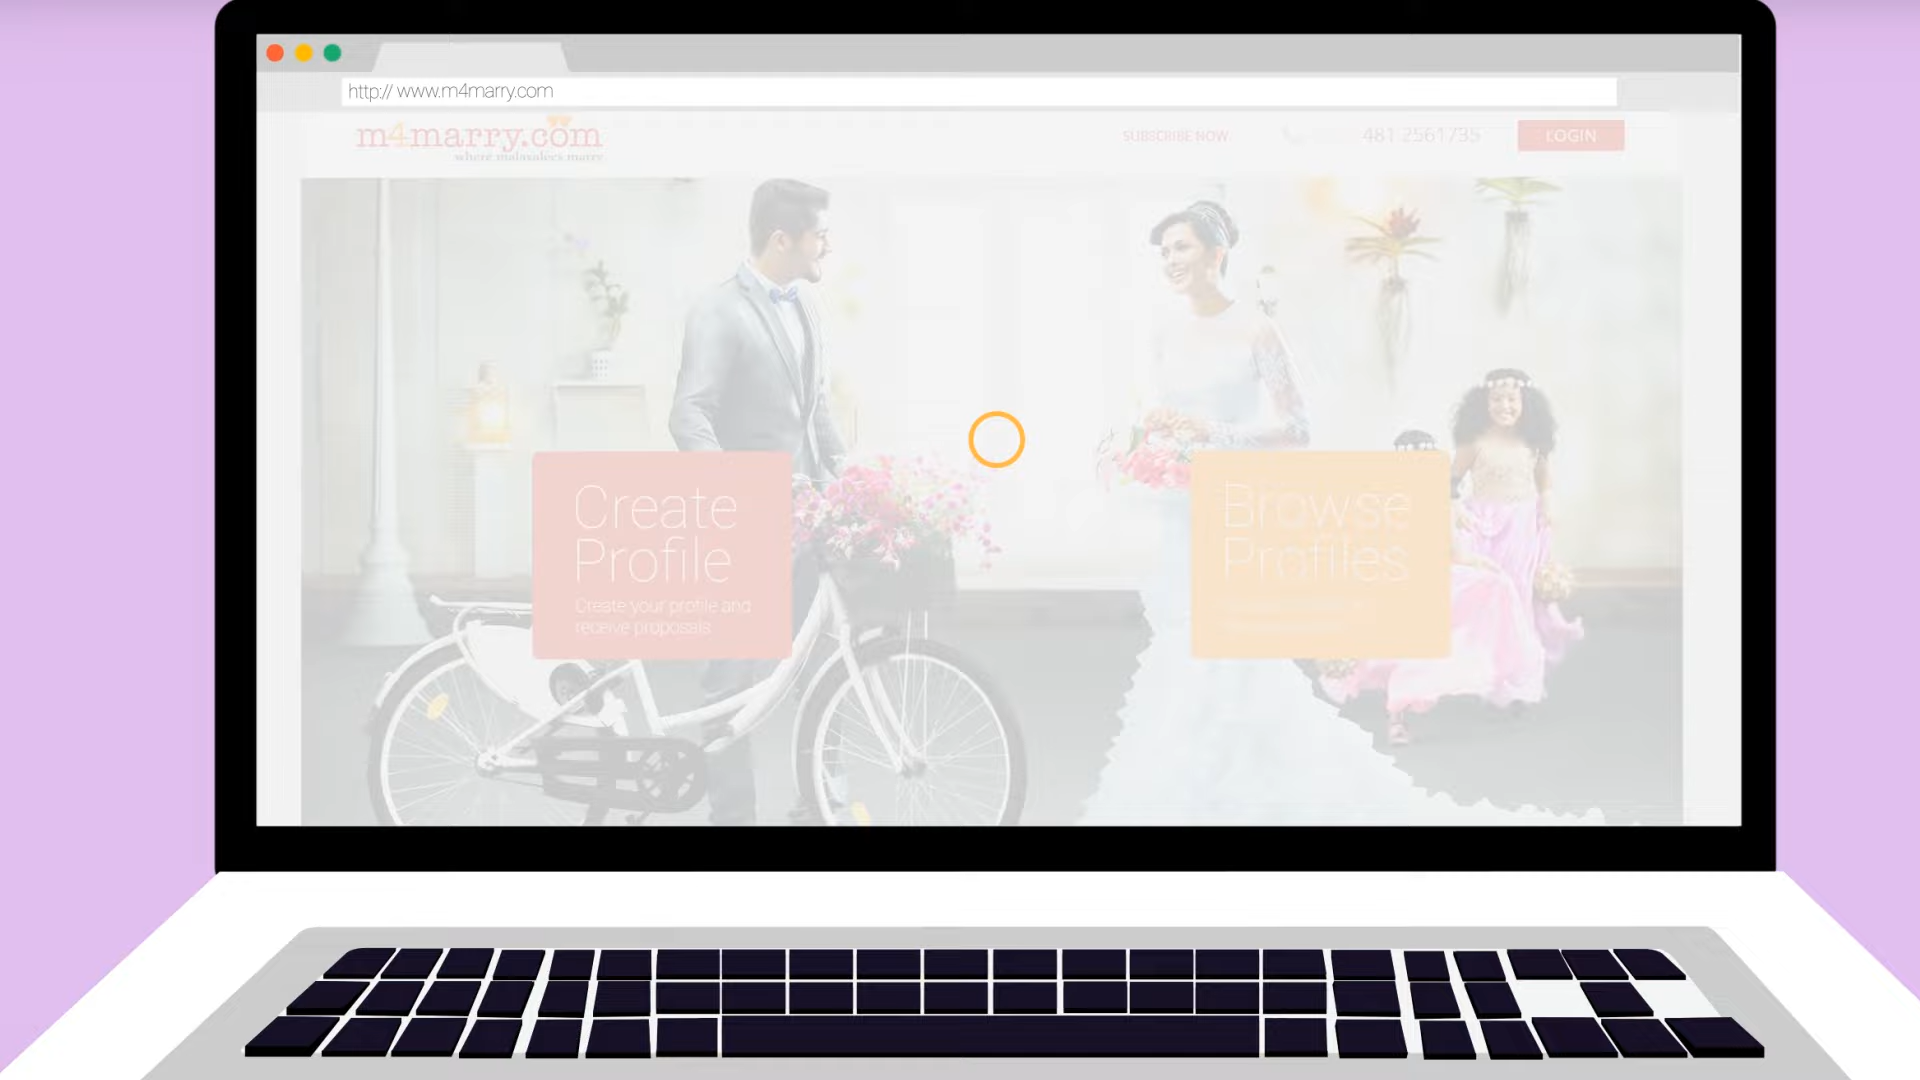 http:// www.m4marry.com
m4marry.com
where malayalees marry
SUBSCRIBE NOW
481 2561735
LOGIN
Create
Profile
Create your profile and
receive proposals
Browse
Profiles